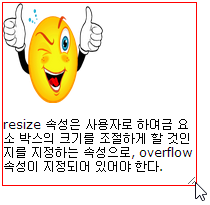 resize 속성은 사용자로 하여금 요
소 박스의 크기를 조절하게 할 것인
지를 지정하는 속성으로, overflow
속성이 지정되어 있어야 한다.